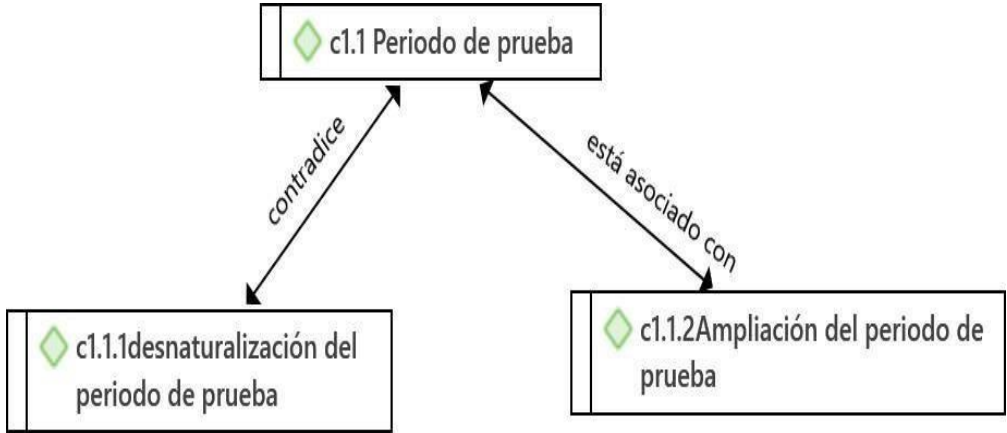 c1.1 Periodo de prueba
contradice
está asociado con
c1.1.1desnaturalización del
periodo de prueba
c1.1.2Ampliación del periodo de
prueba